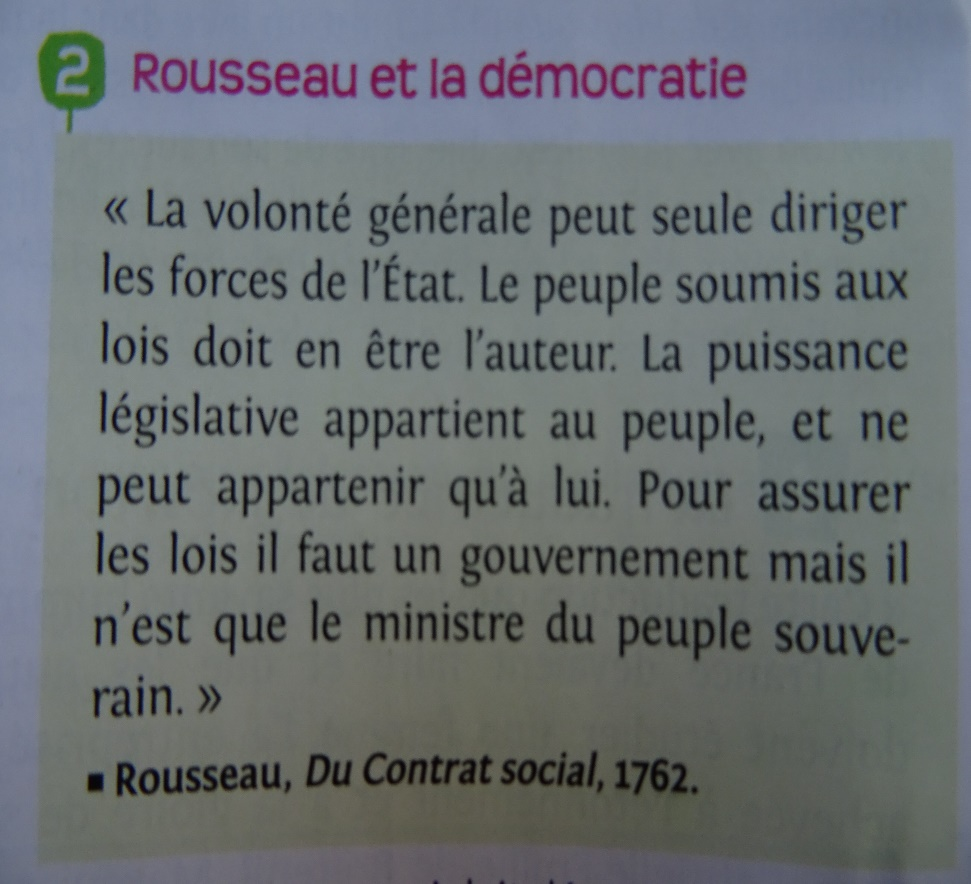 2 Rousseau et la démocratie
« La volonté générale peut seule diriger
les forces de l'État. Le peuple soumis aux
lois doit en être l'auteur. La puissance
législative appartient au peuple, et ne
peut appartenir qu'à lui. Pour assurer
les lois il faut un gouvernement mais il
n'est que le ministre du peuple souve-
rain. »
▪ Rousseau, Du Contrat social, 1762.